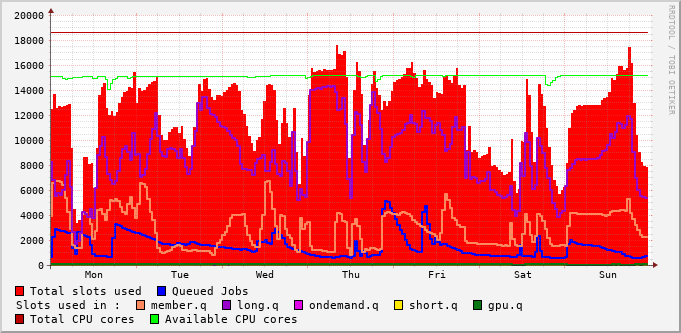 20000
18000
16000
14000
12000
10000
8000
6000
4000
2000
0
Mon Tue Wed Thu Fri Sat Sun
RRDTOOL / TOBI OETIKER
Total slots used Queued Jobs
Slots used in : member.q long.q ondemand.q short.q gpu.q
Total CPU cores Available CPU cores